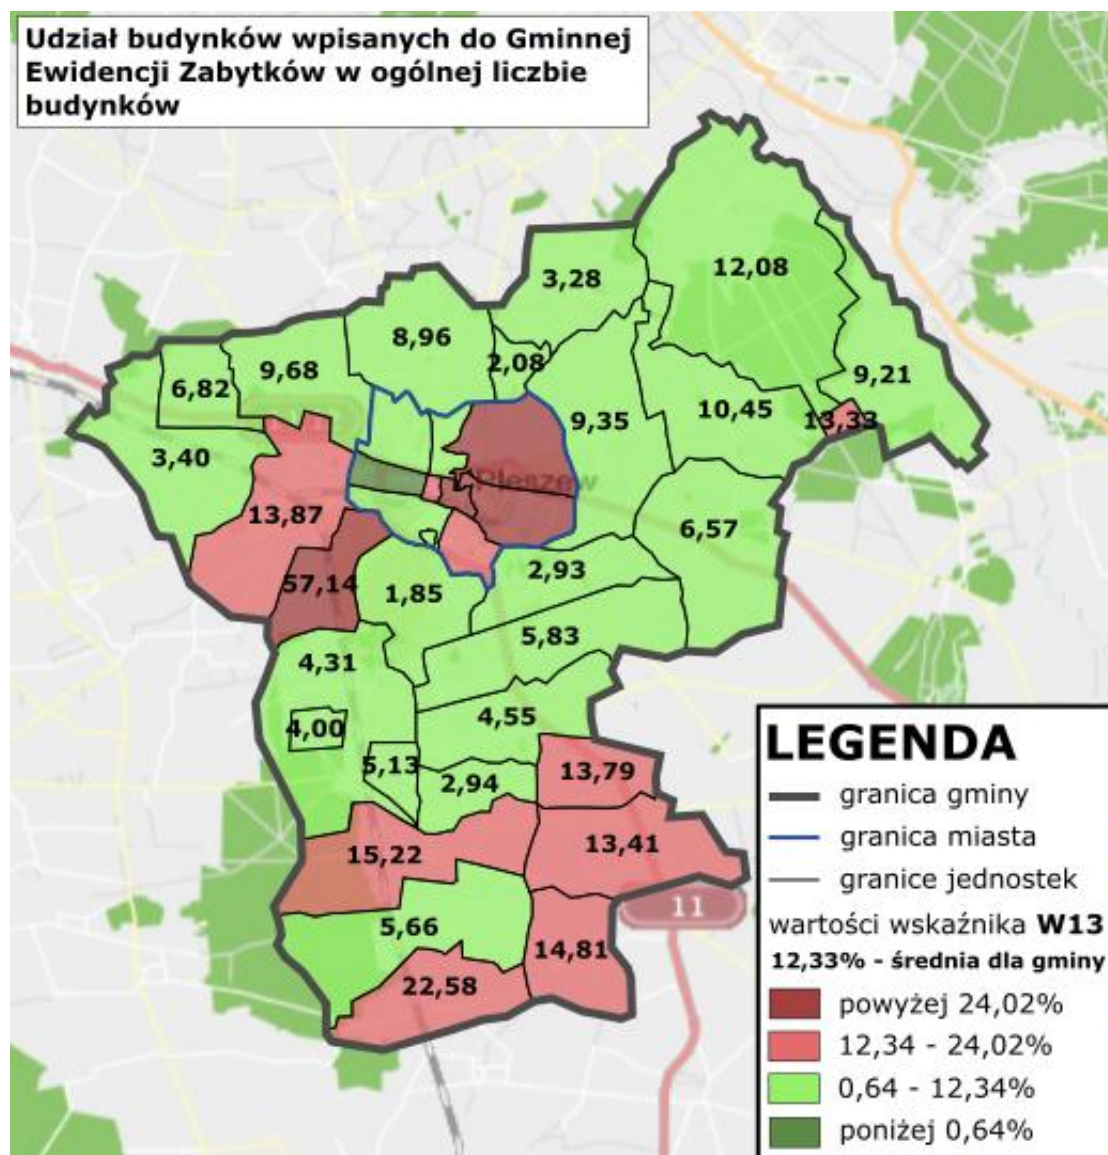 Udział budynków wpisanych do Gminnej
Ewidencji Zabytków w ogólnej liczbie
budynków
12,08
3,28
8,96
2,08
9,68
6,82
9,21
9,35
10,45
13,33
3,40
Pleszew
13,87
6,57
2,93
57,14
1,85
5,83
4,31
4,55
4,00
5,13
2,94
13,79
15,22
13,41
11
5,66
14,81
22,58
LEGENDA
granica gminy
granica miasta
granice jednostek
wartości wskaźnika W13
12,33% - średnia dla gminy
powyżej 24,02%
12,34 - 24,02%
0,64 - 12,34%
poniżej 0,64%